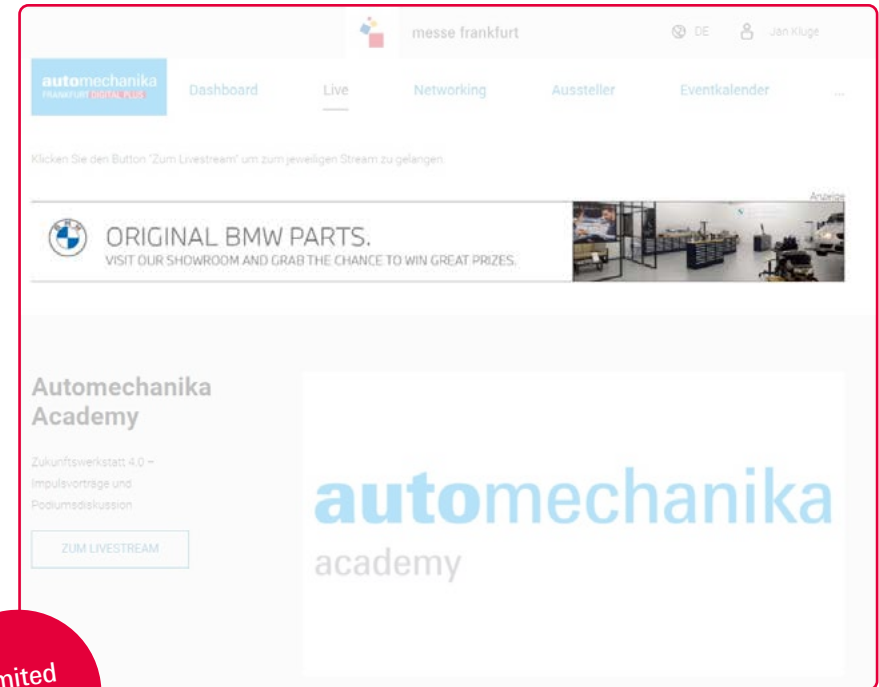 messe frankfurt
DE
Jan Kluge
automechanika
FRANKFURT DIGITAL PLUS
Dashboard
Live
Networking
Aussteller
Eventkalender
...
Klicken Sie den Button "Zum Livestream" um zum jeweiligen Stream zu gelangen.
Anzeige
ORIGINAL BMW PARTS.
VISIT OUR SHOWROOM AND GRAB THE CHANCE TO WIN GREAT PRIZES.
Automechanika
Academy
Zukunftswerkstatt 4.0 –
Impulsvorträge und
Podiumsdiskussion
ZUM LIVESTREAM
automechanika
academy